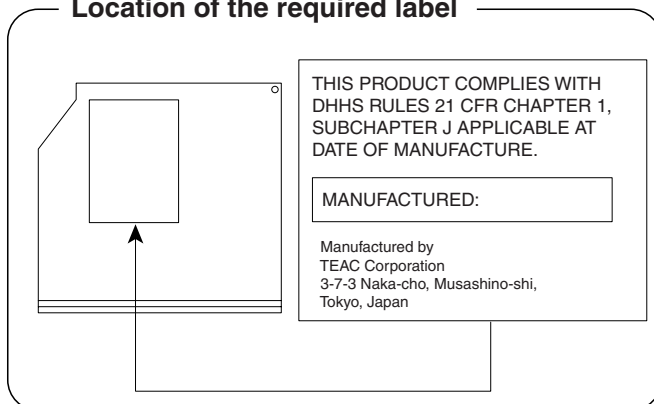 Location of the required label
THIS PRODUCT COMPLIES WITH
DHHS RULES 21 CFR CHAPTER 1,
SUBCHAPTER J APPLICABLE AT
DATE OF MANUFACTURE.
MANUFACTURED:
Manufactured by
TEAC Corporation
3-7-3 Naka-cho, Musashino-shi,
Tokyo, Japan